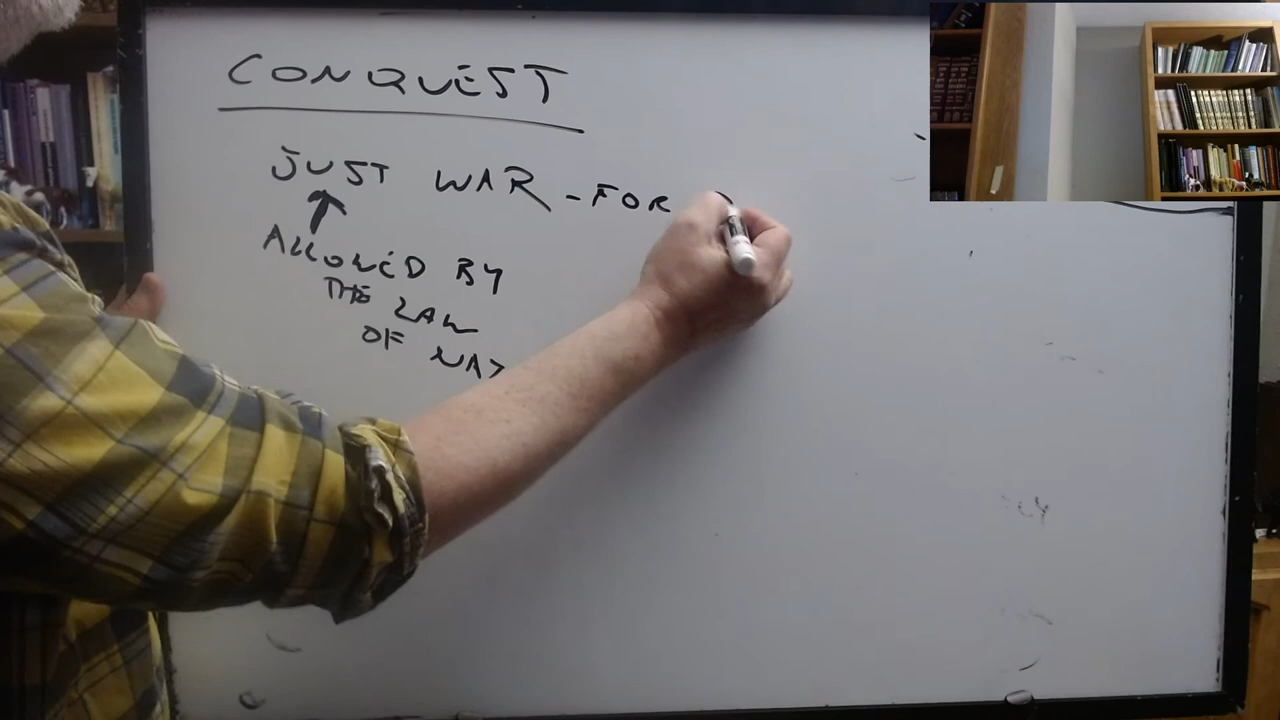 CONQUEST
JUST WAR - FOR
ALLOWED BY
THE LAW
OF NAT